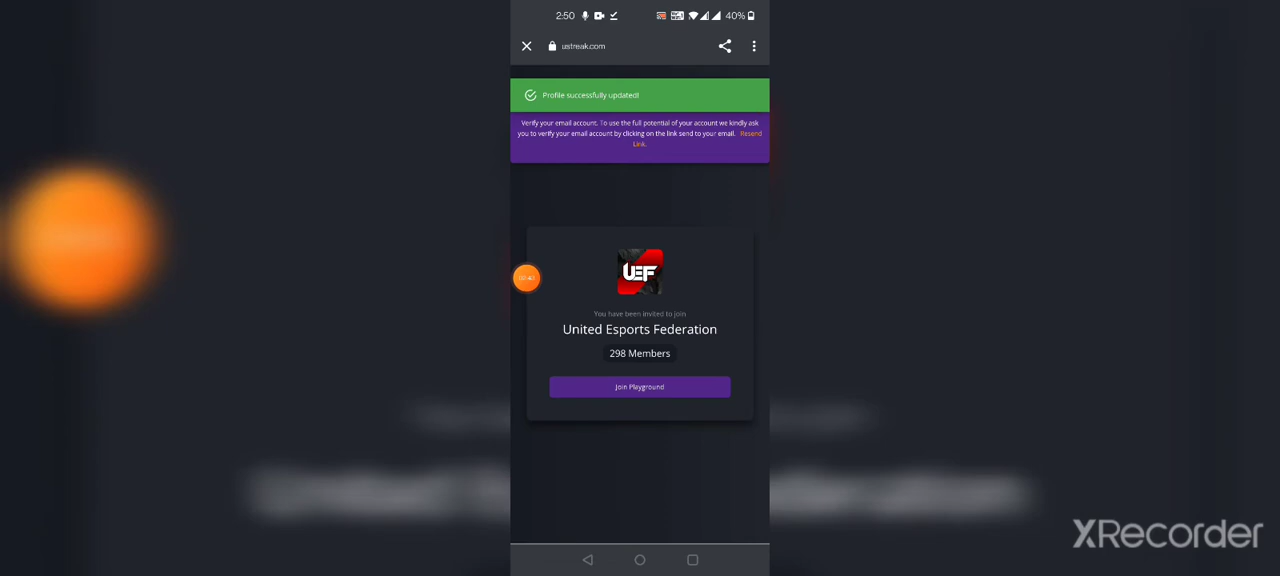 2:50
40%
ustreak.com
Profile successfully updated!
Verify your email account. To use the full potential of your account we kindly ask
you to verify your email account by clicking on the link send to your email. Resend
Link.
UEF
You have been invited to join
United Esports Federation
298 Members
Join Playground
XRecorder